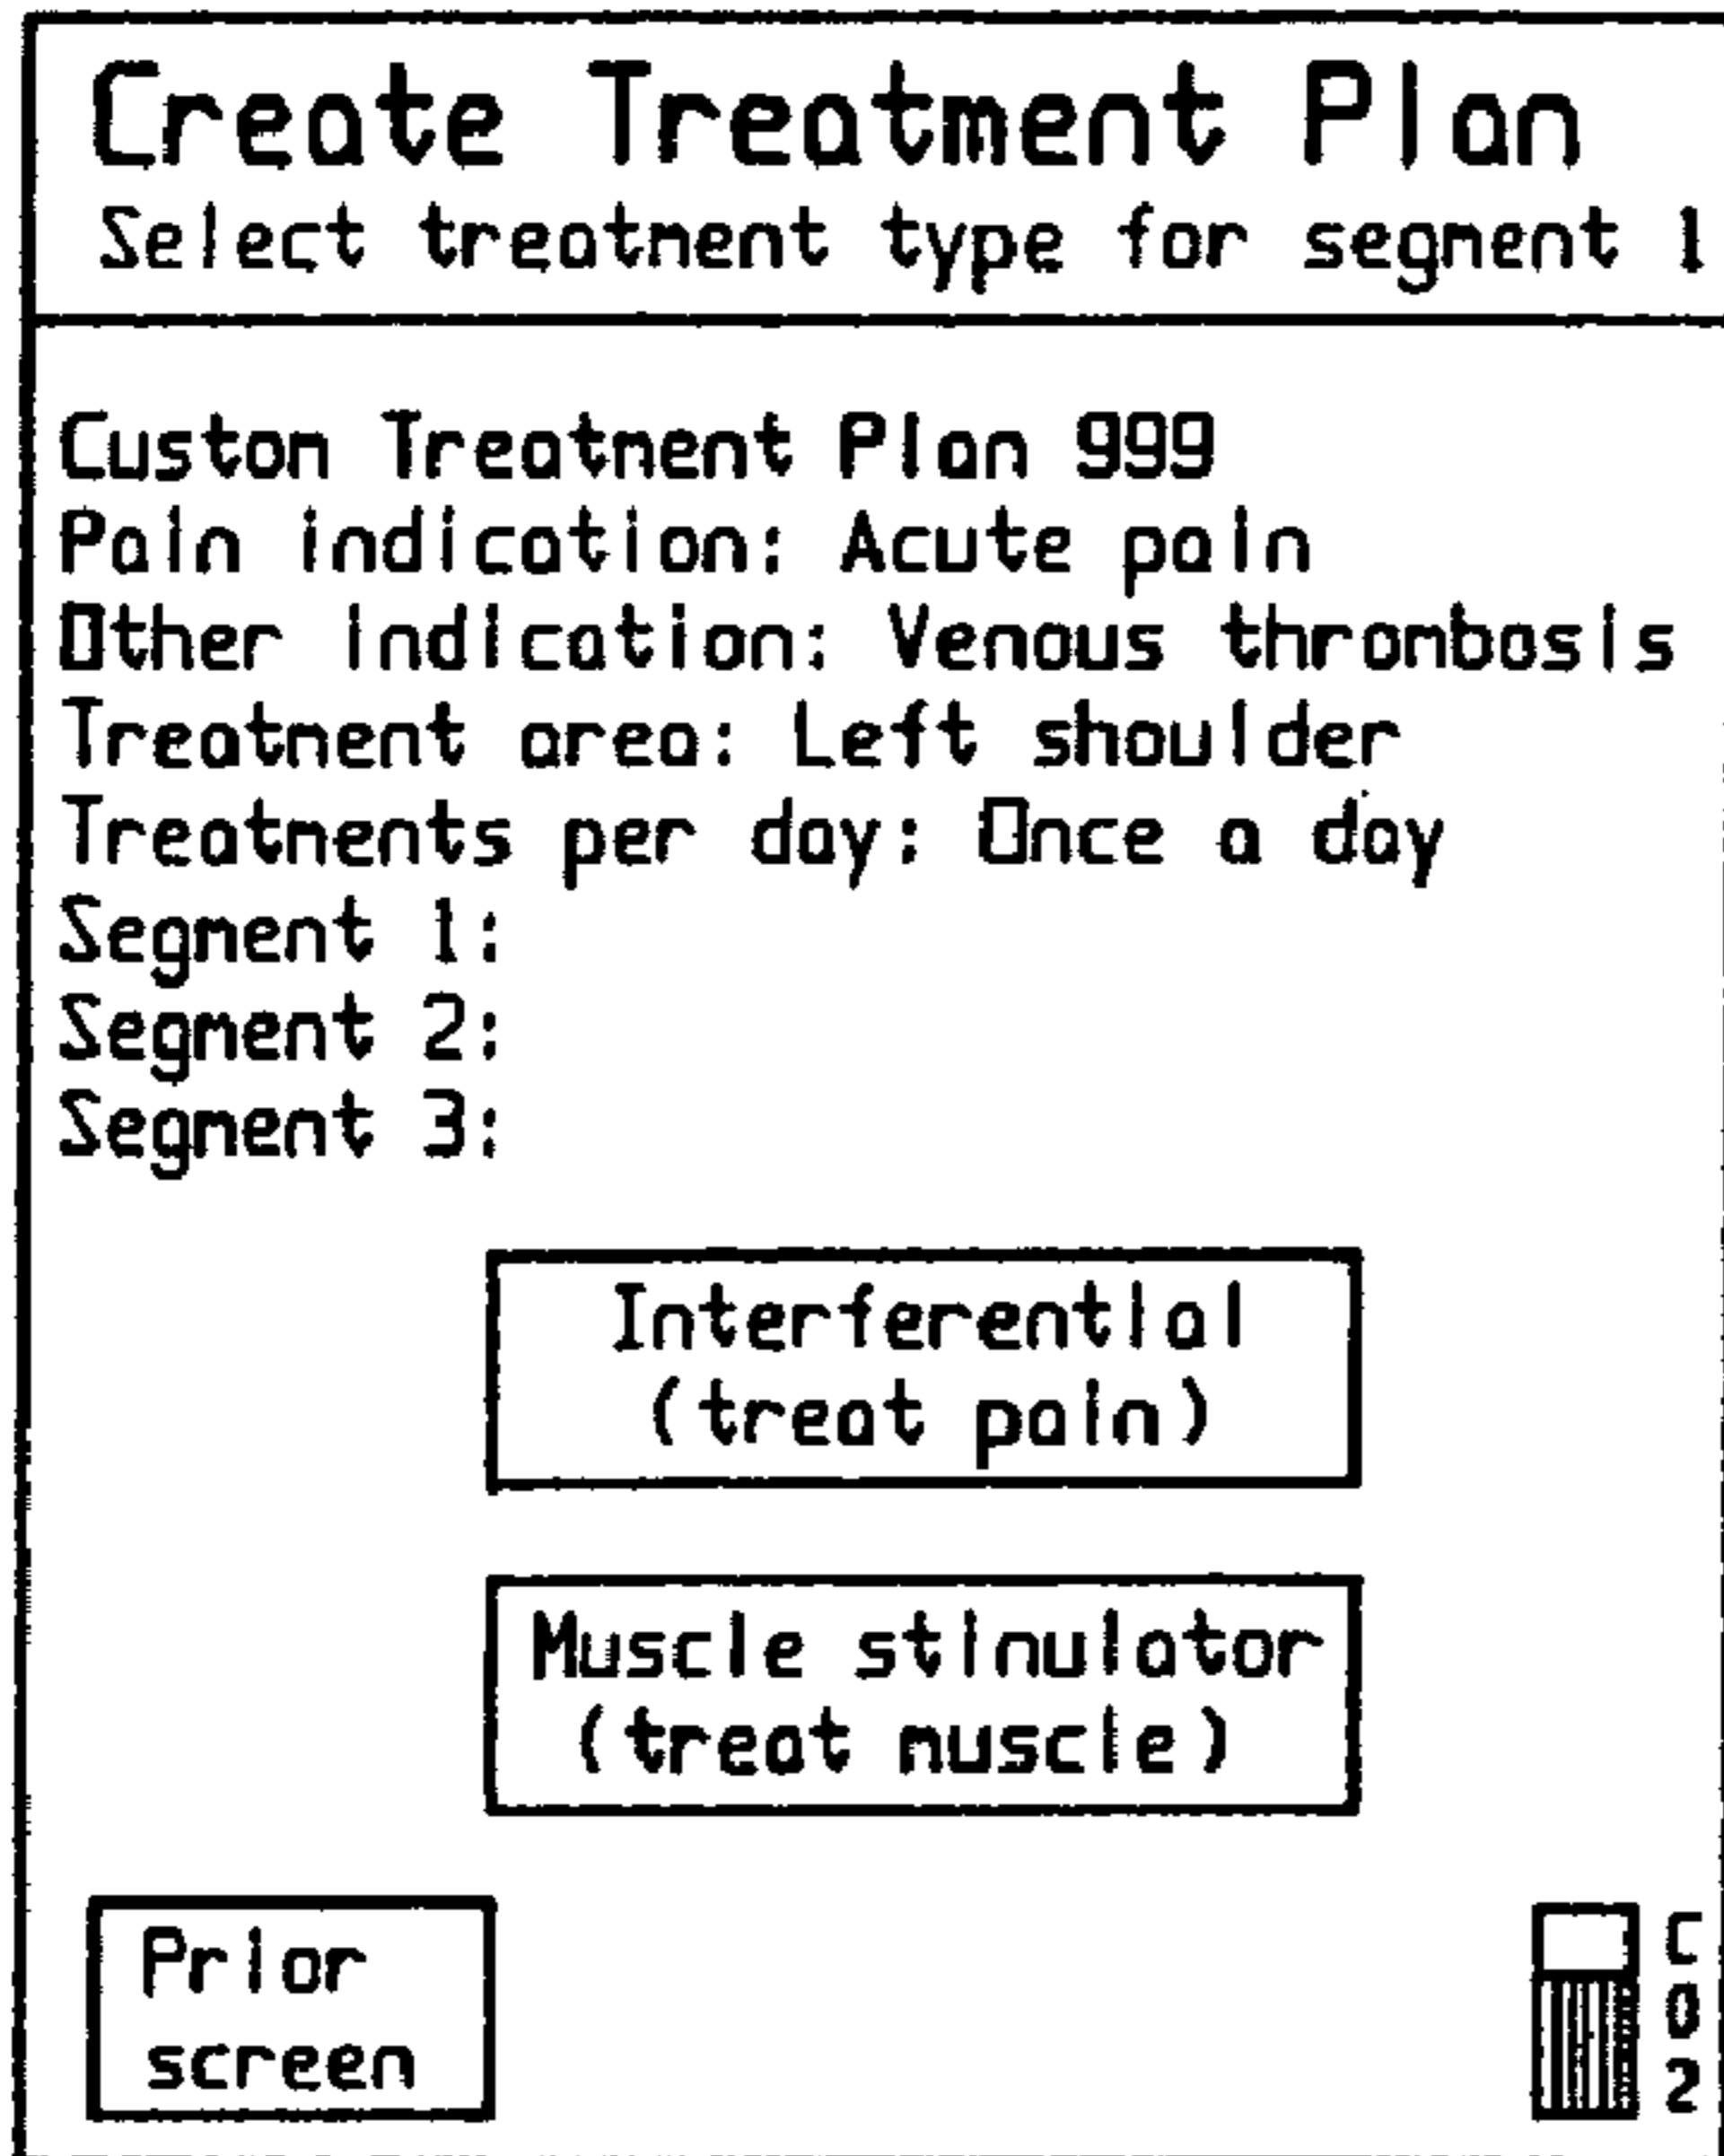 Create Treatment Plan
Select treatment type for segment 1
Custom Treatment Plan 999
Pain indication: Acute pain
Other indication: Venous thrombosis
Treatment area: Left shoulder
Treatments per day: Once a day
Segment 1:
Segment 2:
Segment 3:
Interferential
(treat pain)
Muscle stimulator
(treat muscle)
Prior
screen
C
0
2